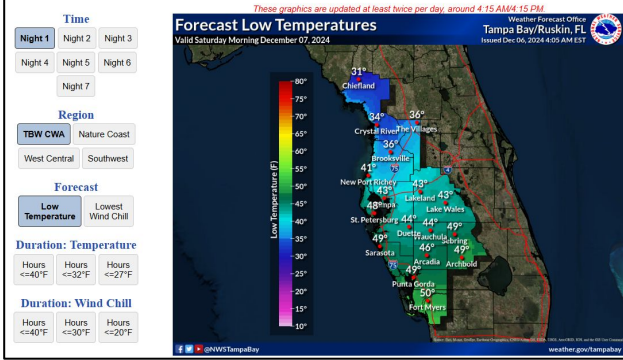 These graphics are updated at least twice per day, around 4:15 AM/4:15 PM.
Time
Night 1
Night 2
Night 3
Night 4
Night 5
Night 6
Night 7
Region
TBW CWA
Nature Coast
West Central
Southwest
Forecast
Low Temperature
Lowest Wind Chill
Duration: Temperature
Hours <=40°F
Hours <=32°F
Hours <=27°F
Duration: Wind Chill
Hours <=40°F
Hours <=30°F
Hours <=20°F
Forecast Low Temperatures
Valid Saturday Morning December 07, 2024
Weather Forecast Office
Tampa Bay/Ruskin, FL
Issued Dec 06, 2024 4:05 AM EST
Low Temperature (F)
80°
75°
70°
65°
60°
55°
50°
45°
40°
35°
30°
25°
20°
15°
10°
31°
Chiefland
34°
Crystal River
36°
The Villages
36°
Brooksville
75
41°
New Port Richey
4
43°
mpa
43°
Lakeland
43°
Lake Wales
48°
St. Petersburg
44°
Duette
44°
Wauchula
49°
Sebring
49°
Sarasota
46°
Arcadia
49°
Archbold
75
49°
Punta Gorda
50°
Fort Myers
@NWSTampaBay
weather.gov/tampabay